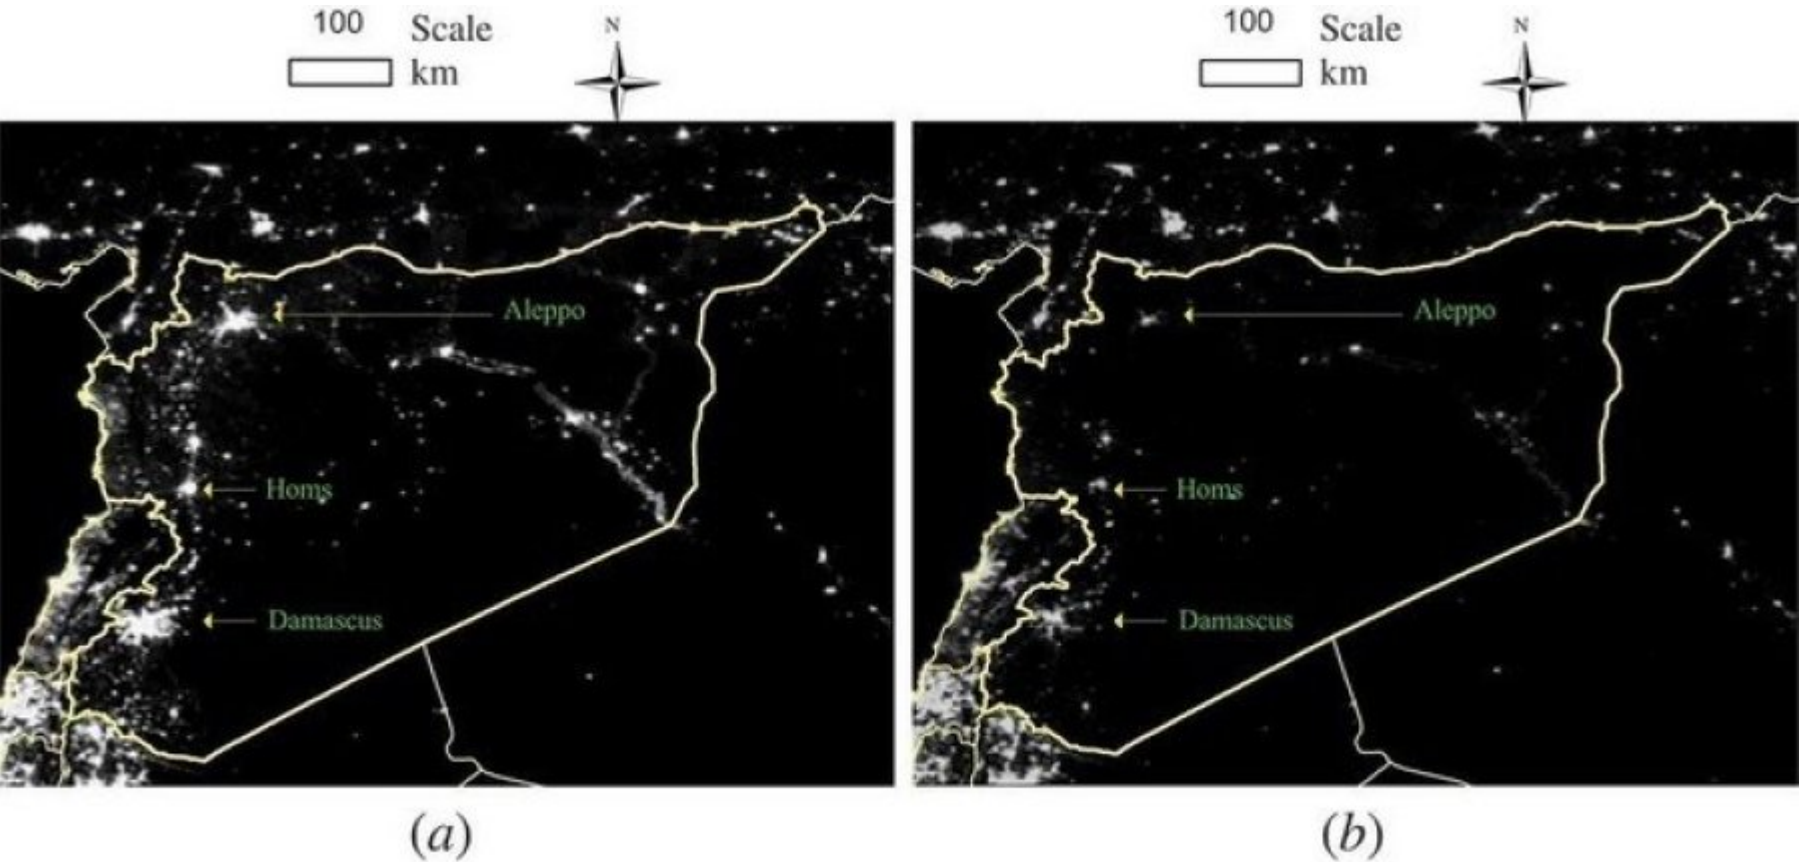 100 Scale
km
N
100 Scale
km
N
Aleppo
Homs
Damascus
Aleppo
Homs
Damascus
(a)
(b)